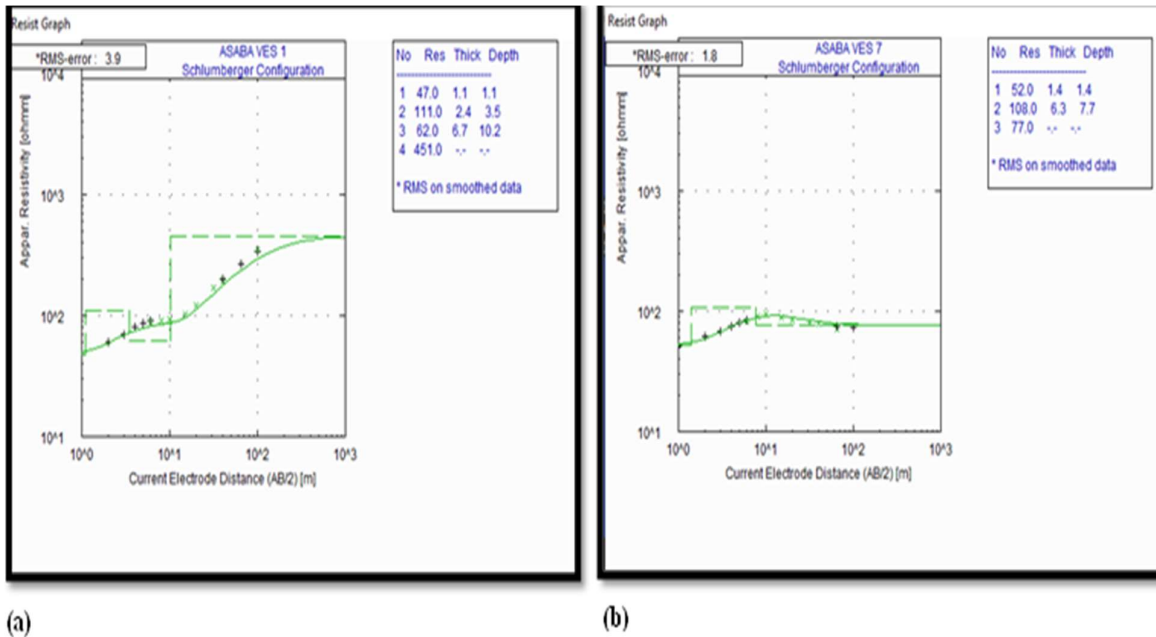 Resist Graph
*RMS-error : 3.9
ASABA VES 1
Schlumberger Configuration
No Res Thick Depth
1 47.0 1.1 1.1
2 111.0 2.4 3.5
3 62.0 6.7 10.2
4 451.0 -.- -.-
* RMS on smoothed data
Appar. Resistivity [ohmm]
10^4
10^3
10^2
10^1
10^0 10^1 10^2 10^3
Current Electrode Distance (AB/2) [m]
(a)
Resist Graph
*RMS-error : 1.8
ASABA VES 7
Schlumberger Configuration
No Res Thick Depth
1 52.0 1.4 1.4
2 108.0 6.3 7.7
3 77.0 -.- -.-
* RMS on smoothed data
Appar. Resistivity [ohmm]
10^4
10^3
10^2
10^1
10^0 10^1 10^2 10^3
Current Electrode Distance (AB/2) [m]
(b)